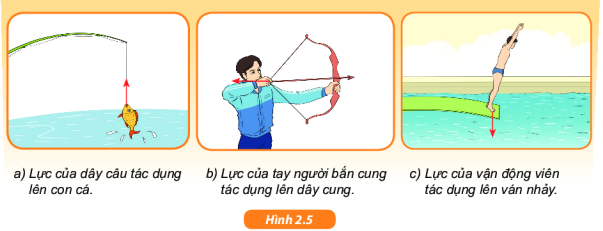 a) Lực của dây câu tác dụng
lên con cá.
b) Lực của tay người bắn cung
tác dụng lên dây cung.
c) Lực của vận động viên
tác dụng lên ván nhảy.
Hình 2.5